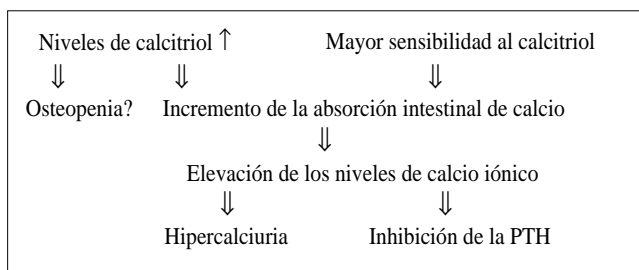 Niveles de calcitriol ↑ Mayor sensibilidad al calcitriol
⇓ ⇓ ⇓
Osteopenia? Incremento de la absorción intestinal de calcio
⇓
Elevación de los niveles de calcio iónico
⇓ ⇓
Hipercalciuria Inhibición de la PTH